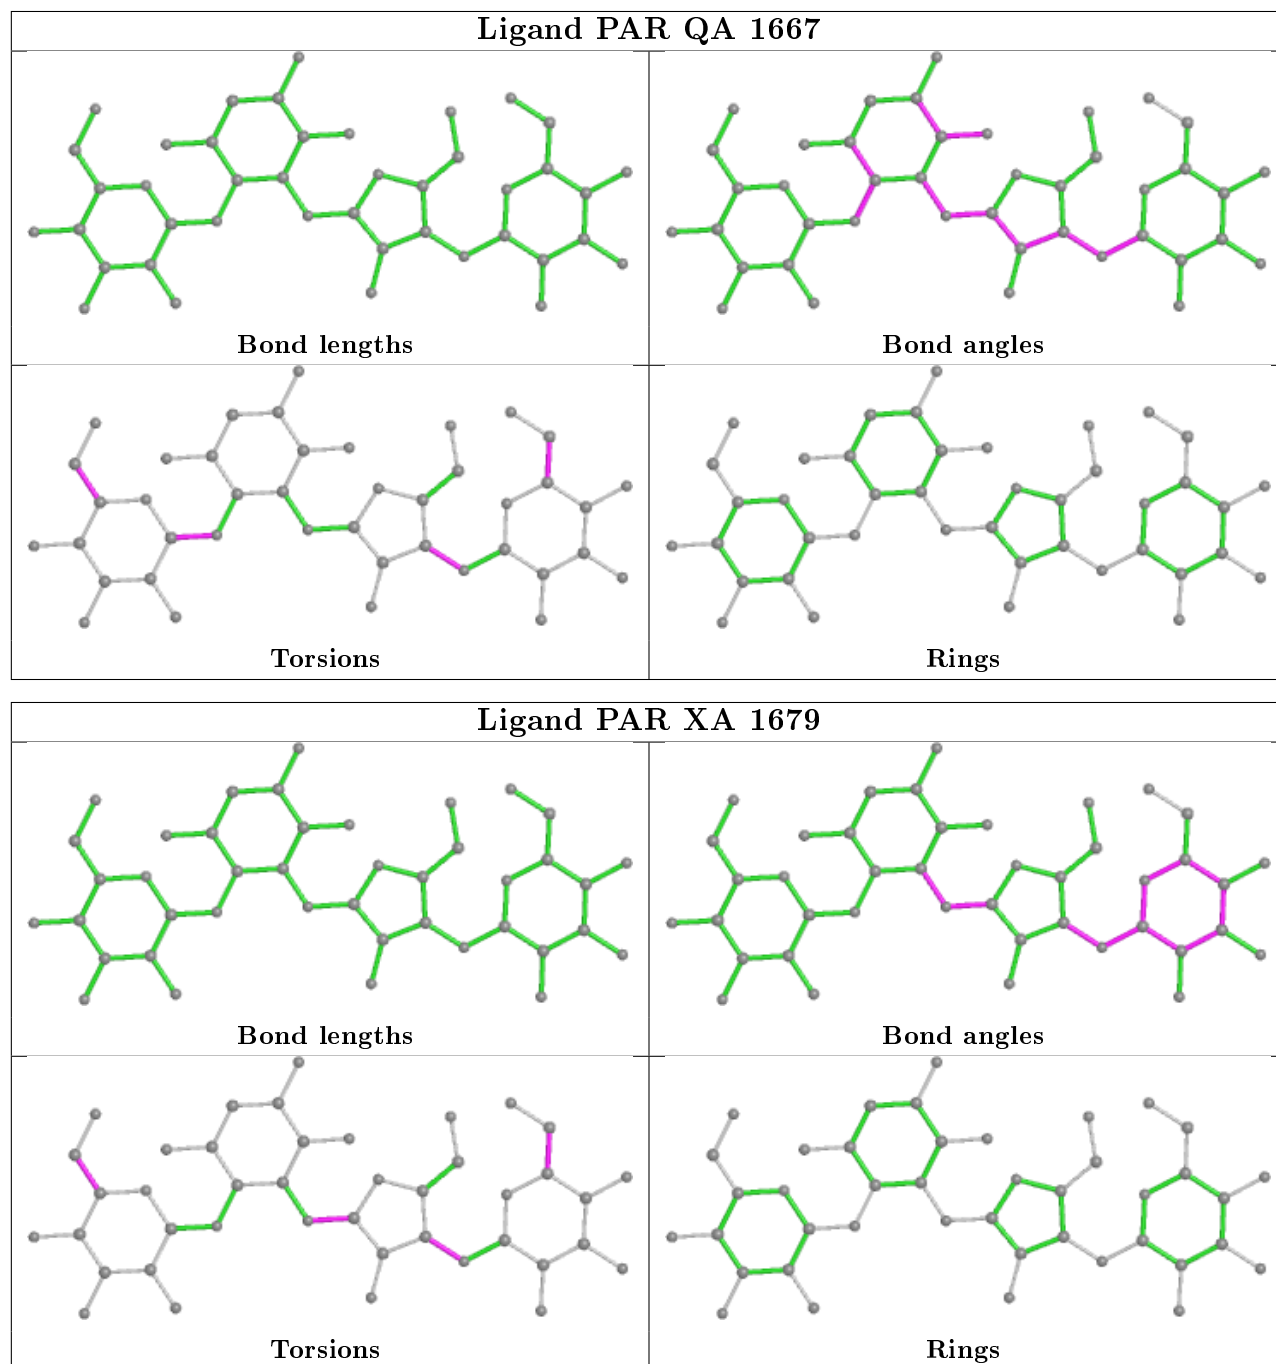 Ligand PAR QA 1667
Bond lengths
Bond angles
Torsions
Rings
Ligand PAR XA 1679
Bond lengths
Bond angles
Torsions
Rings